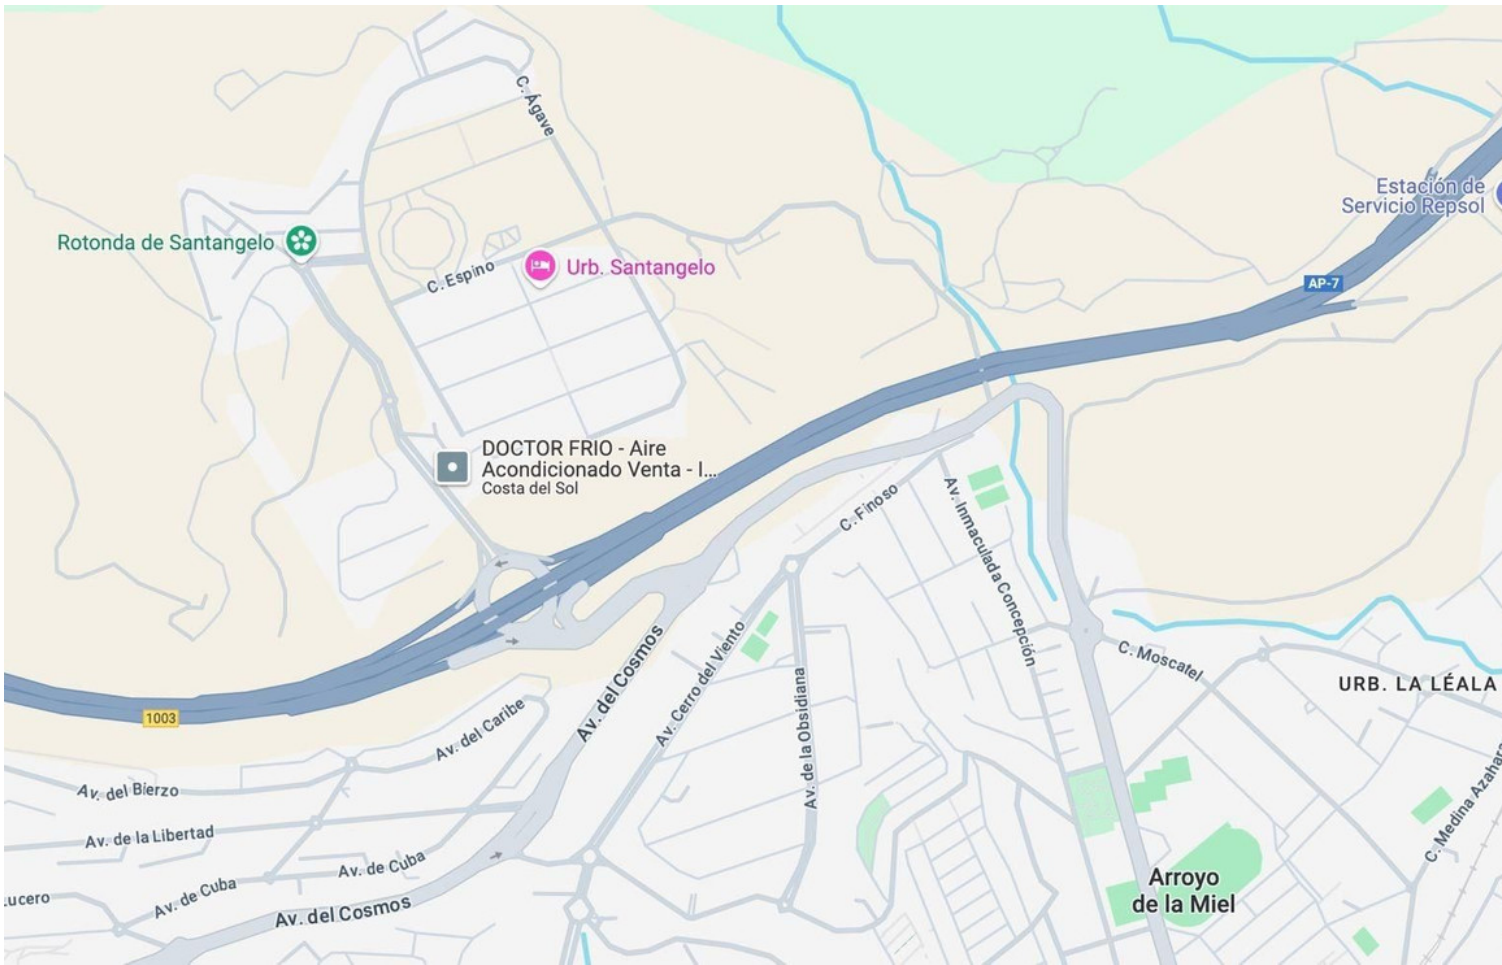 C. Ágave
Estación de
Servicio Repsol
Rotonda de Santangelo
C. Espino
Urb. Santangelo
AP-7
DOCTOR FRIO - Aire
Acondicionado Venta - I...
Costa del Sol
C. Finoso
Av. Inmaculada Concepción
Av. del Cosmos
Av. Cerro del Viento
C. Moscatel
URB. LA LÉALA
1003
Av. del Caribe
Av. de la Obsidiana
Av. del Bierzo
Av. de la Libertad
C. Medina Azahara
Av. de Cuba
Av. de Cuba
Lucero
Av. del Cosmos
Arroyo
de la Miel